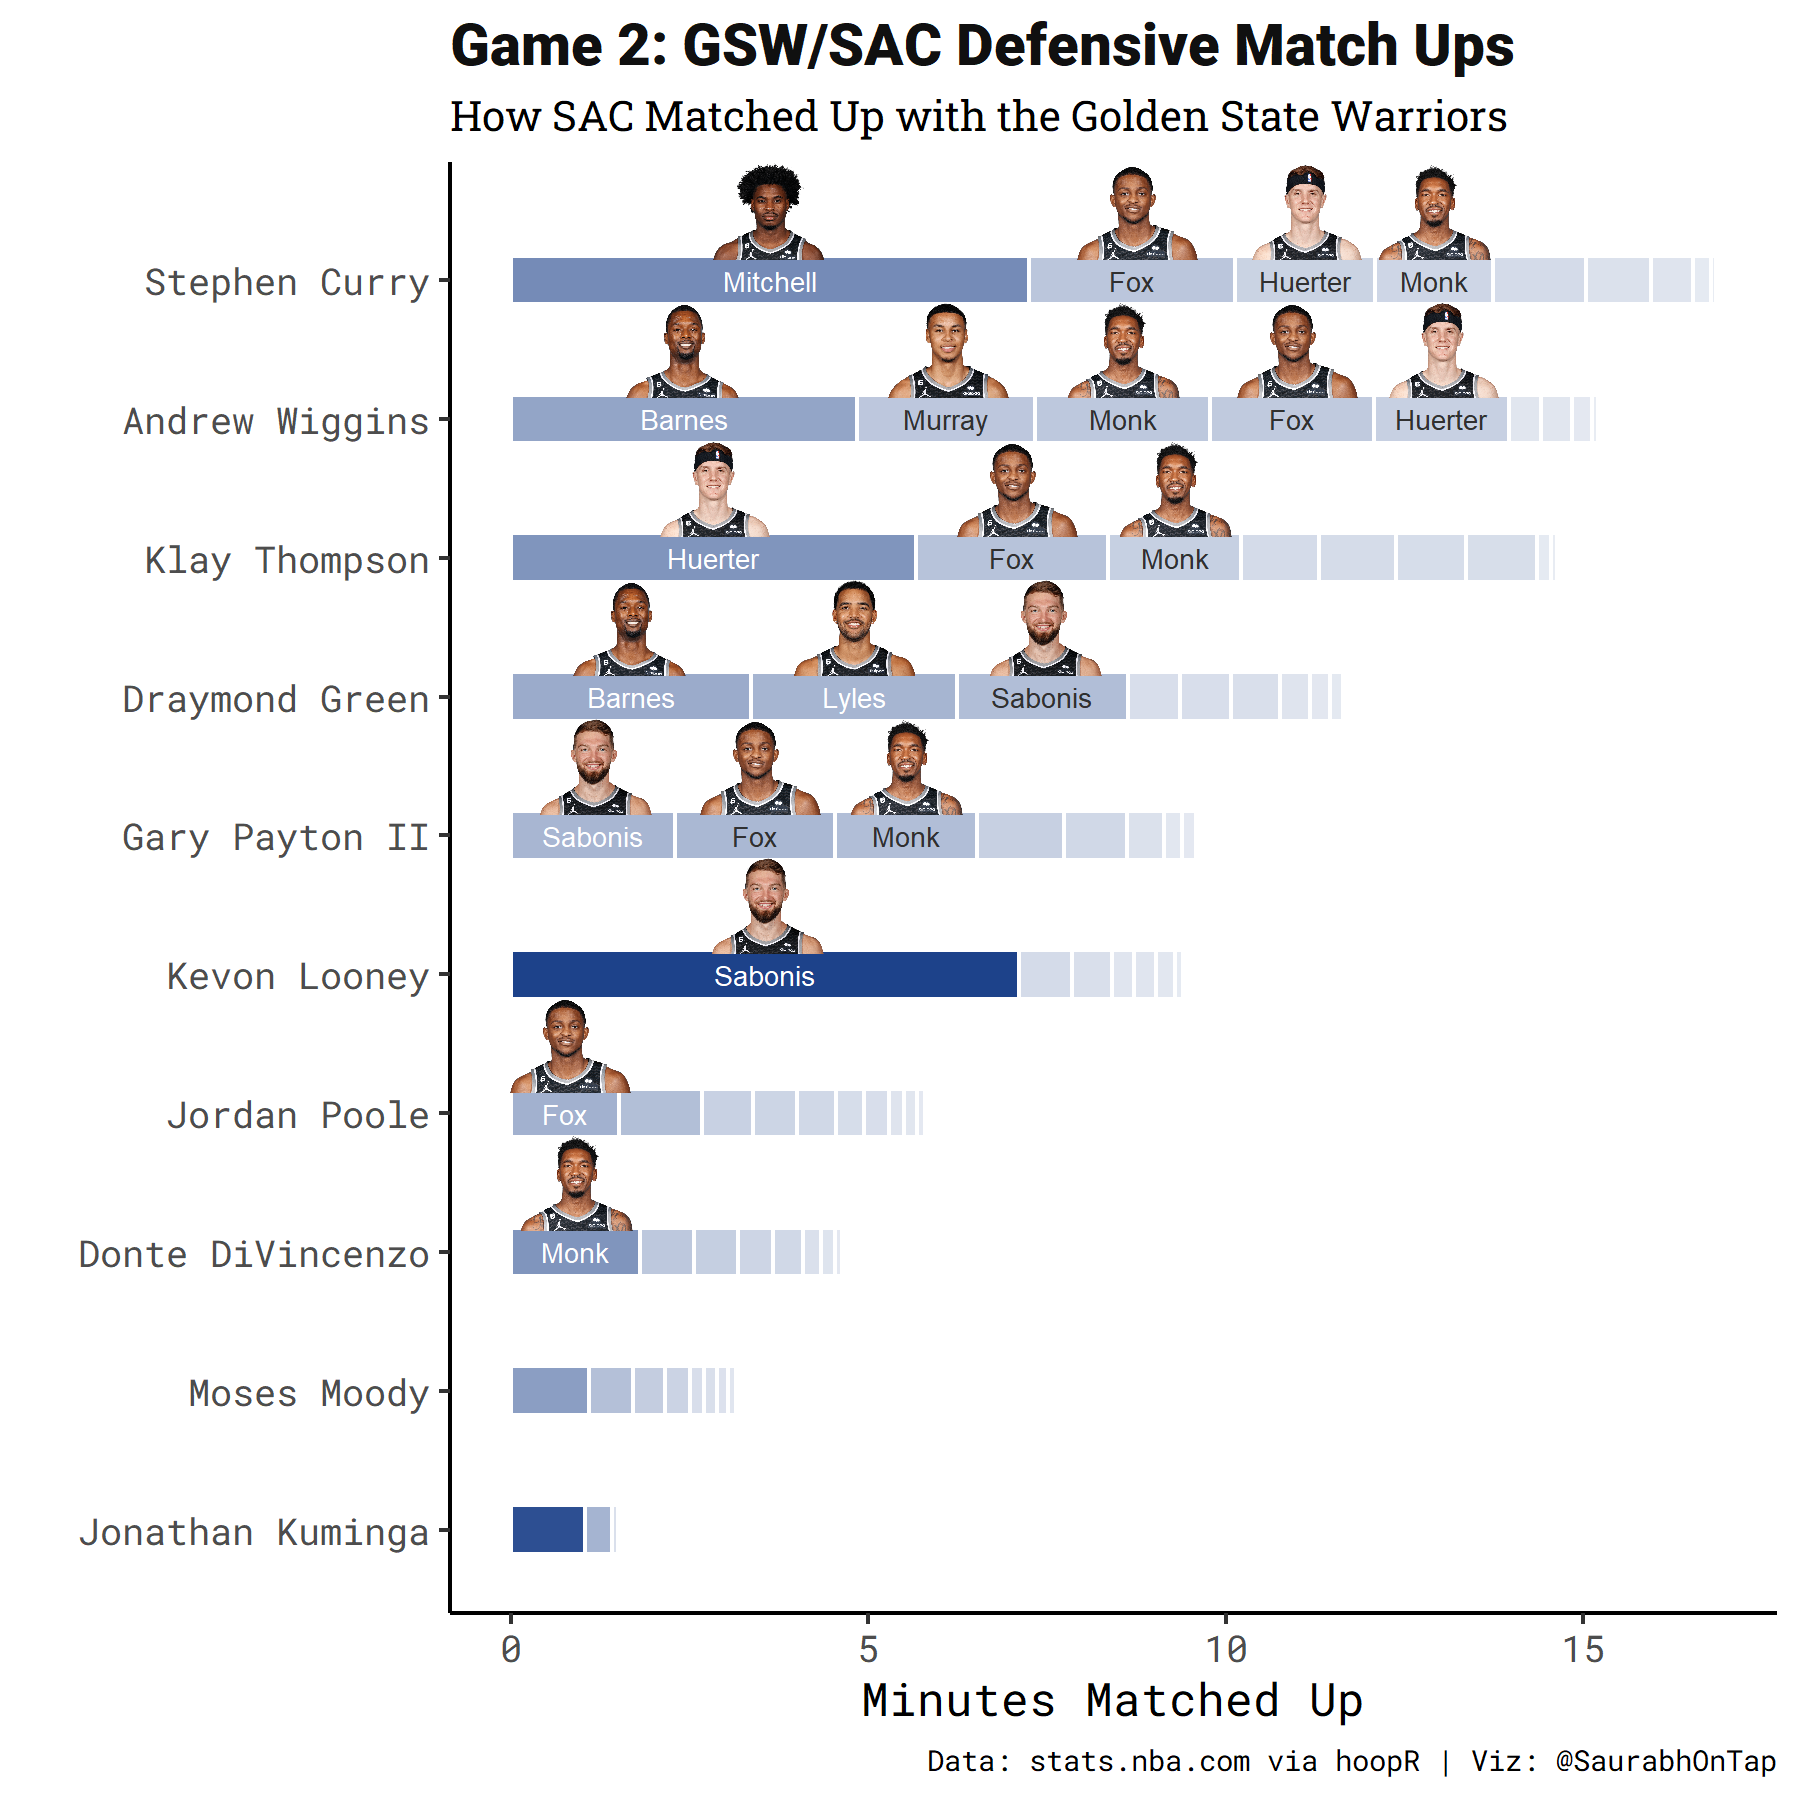 Game 2: GSW/SAC Defensive Match Ups
How SAC Matched Up with the Golden State Warriors
Stephen Curry
Mitchell
Fox
Huerter
Monk
Andrew Wiggins
Barnes
Murray
Monk
Fox
Huerter
Klay Thompson
Huerter
Fox
Monk
Draymond Green
Barnes
Lyles
Sabonis
Gary Payton II
Sabonis
Fox
Monk
Kevon Looney
Sabonis
Jordan Poole
Fox
Donte DiVincenzo
Monk
Moses Moody
Jonathan Kuminga
0
5
10
15
Minutes Matched Up
Data: stats.nba.com via hoopR | Viz: @SaurabhOnTap